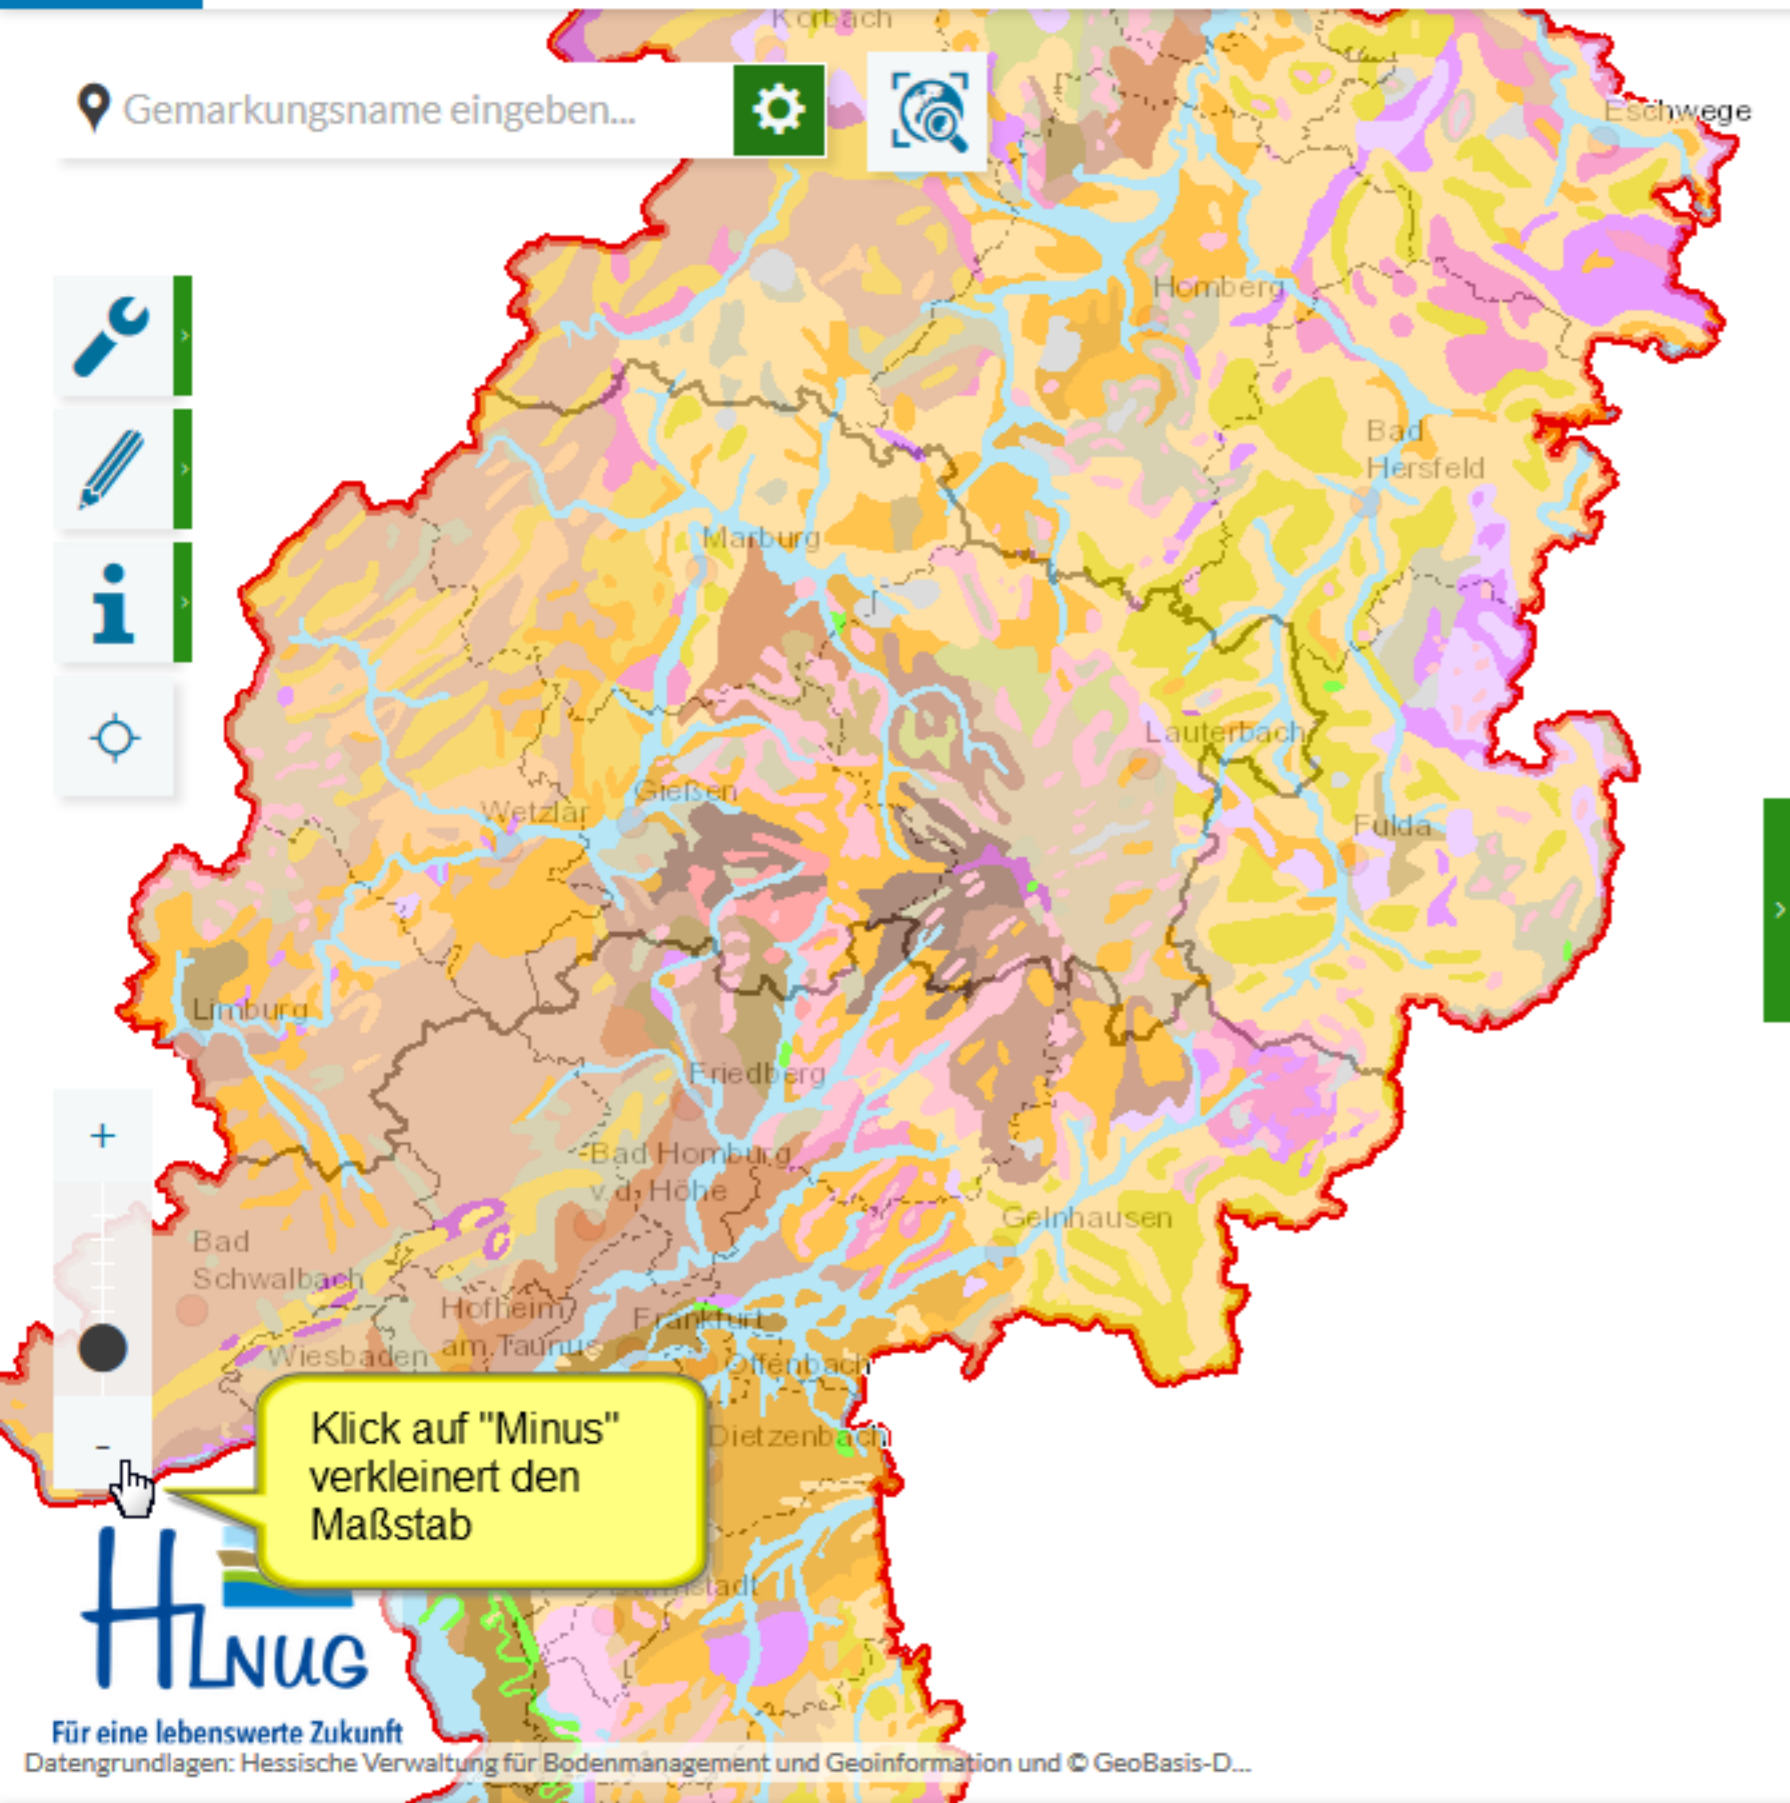 Korbach
Gemarkungsname eingeben...
Eschwege
Homberg
Bad
Hersfeld
Marburg
Lauterbach
Gießen
Wetzlar
Fulda
Limburg
Friedberg
Bad Homburg
v.d. Höhe
Gelnhausen
Bad
Schwalbach
Hofheim
am Taunus
Frankfurt
Wiesbaden
Offenbach
Klick auf "Minus"
verkleinert den
Maßstab
Dietzenbach
+
-
HLNUG
Für eine lebenswerte Zukunft
Datengrundlagen: Hessische Verwaltung für Bodenmanagement und Geoinformation und © GeoBasis-D...